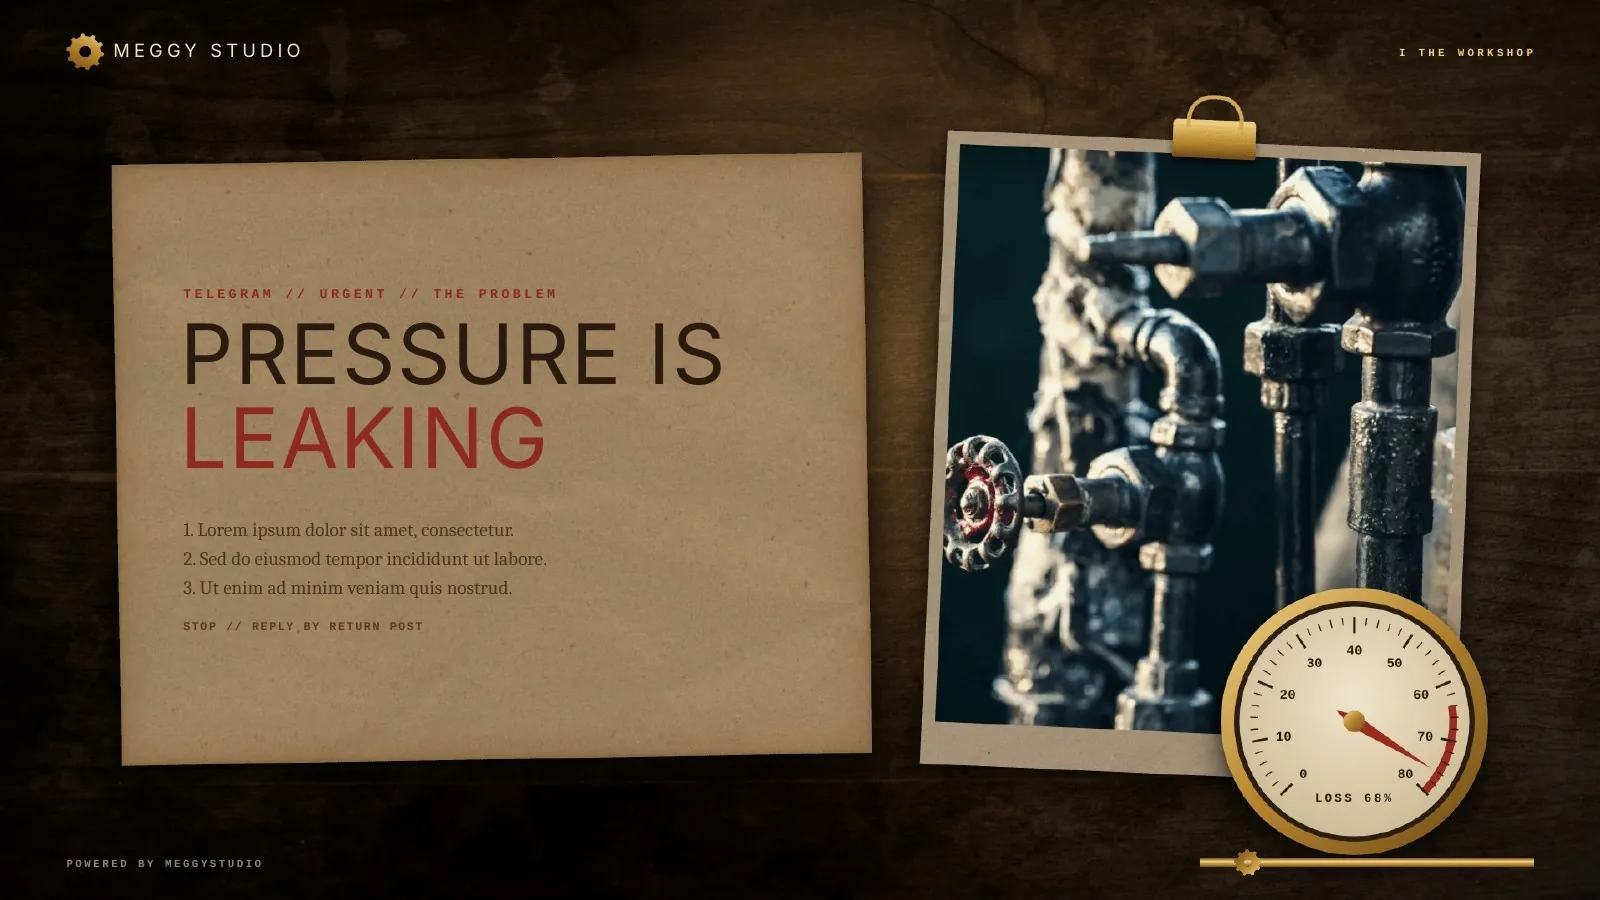 MEGGY STUDIO
I THE WORKSHOP
TELEGRAM // URGENT // THE PROBLEM
PRESSURE IS
LEAKING
1. Lorem ipsum dolor sit amet, consectetur.
2. Sed do eiusmod tempor incididunt ut labore.
3. Ut enim ad minim veniam quis nostrud.
STOP // REPLY BY RETURN POST
0
10
20
30
40
50
60
70
80
LOSS 68%
POWERED BY MEGGYSTUDIO